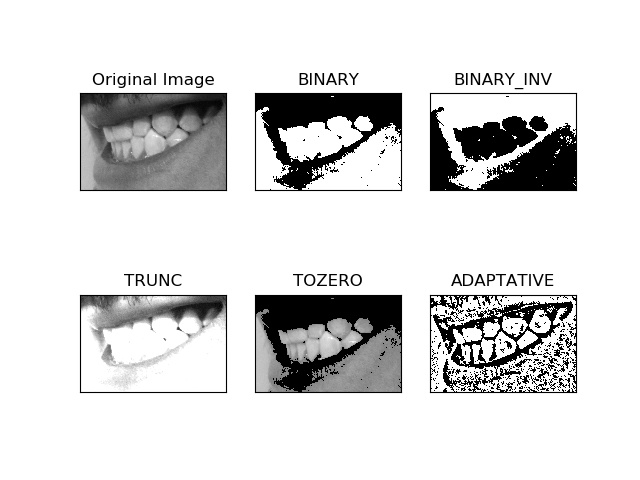 Original Image
BINARY
BINARY_INV
TRUNC
TOZERO
ADAPTATIVE